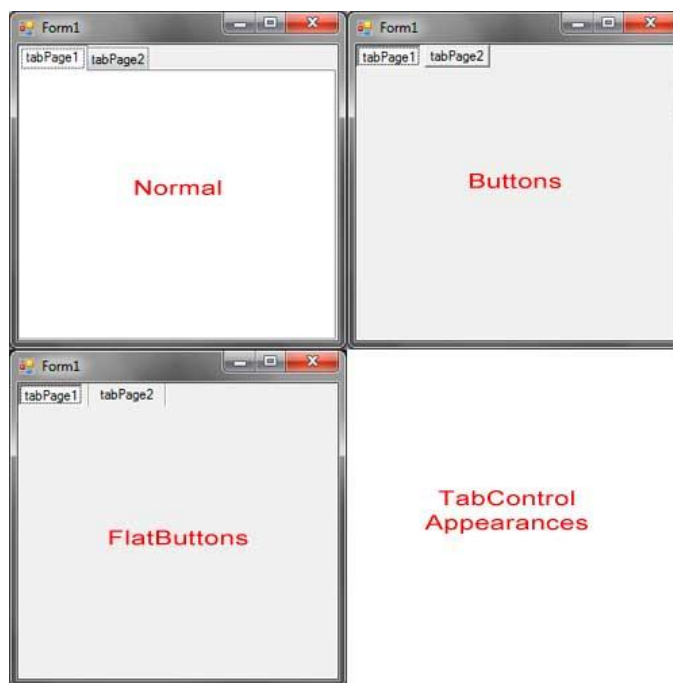 Form1
tabPage1 tabPage2
Normal
Form1
tabPage1 tabPage2
Buttons
Form1
tabPage1 tabPage2
FlatButtons
TabControl
Appearances